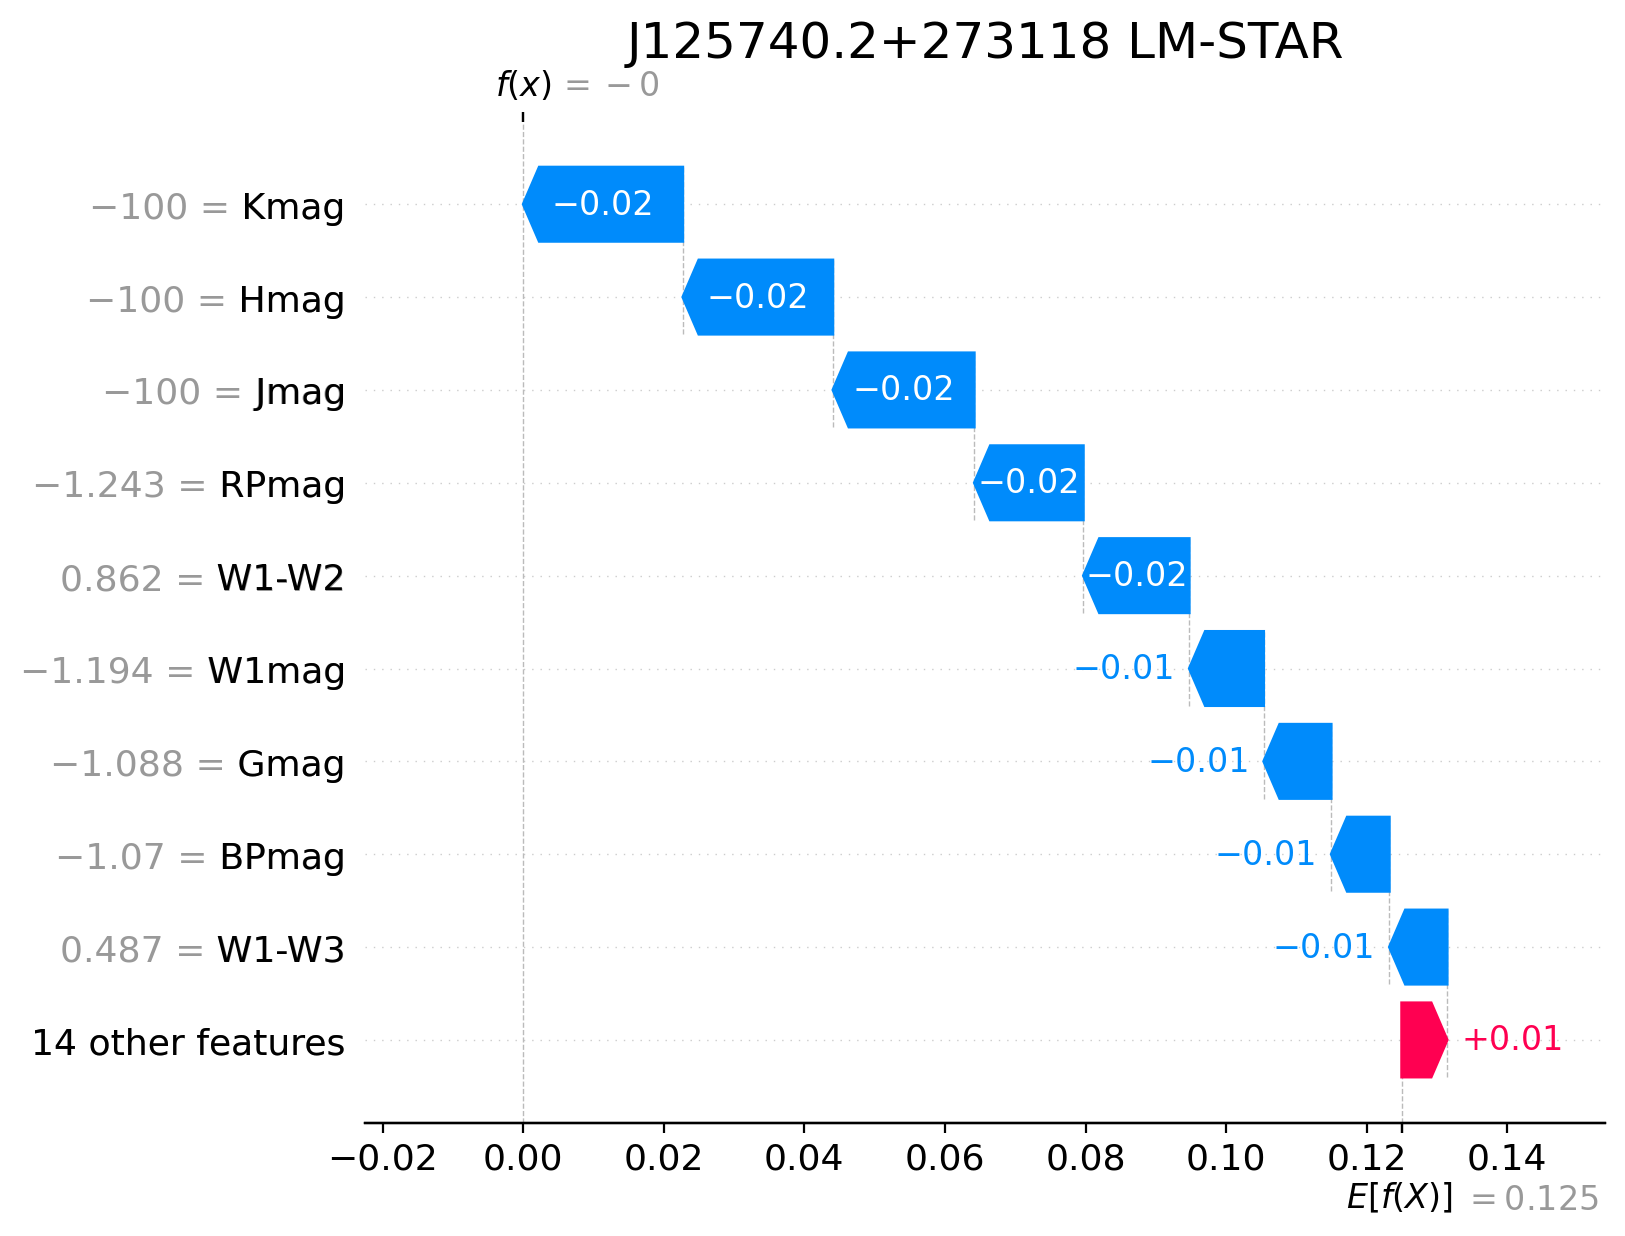 J125740.2+273118 LM-STAR
f(x) = −0
−100 = Kmag
−0.02
−100 = Hmag
−0.02
−100 = Jmag
−0.02
−1.243 = RPmag
−0.02
0.862 = W1-W2
−0.02
−1.194 = W1mag
−0.01
−1.088 = Gmag
−0.01
−1.07 = BPmag
−0.01
0.487 = W1-W3
−0.01
14 other features
+0.01
−0.02 0.00 0.02 0.04 0.06 0.08 0.10 0.12 0.14
E[f(X)] = 0.125